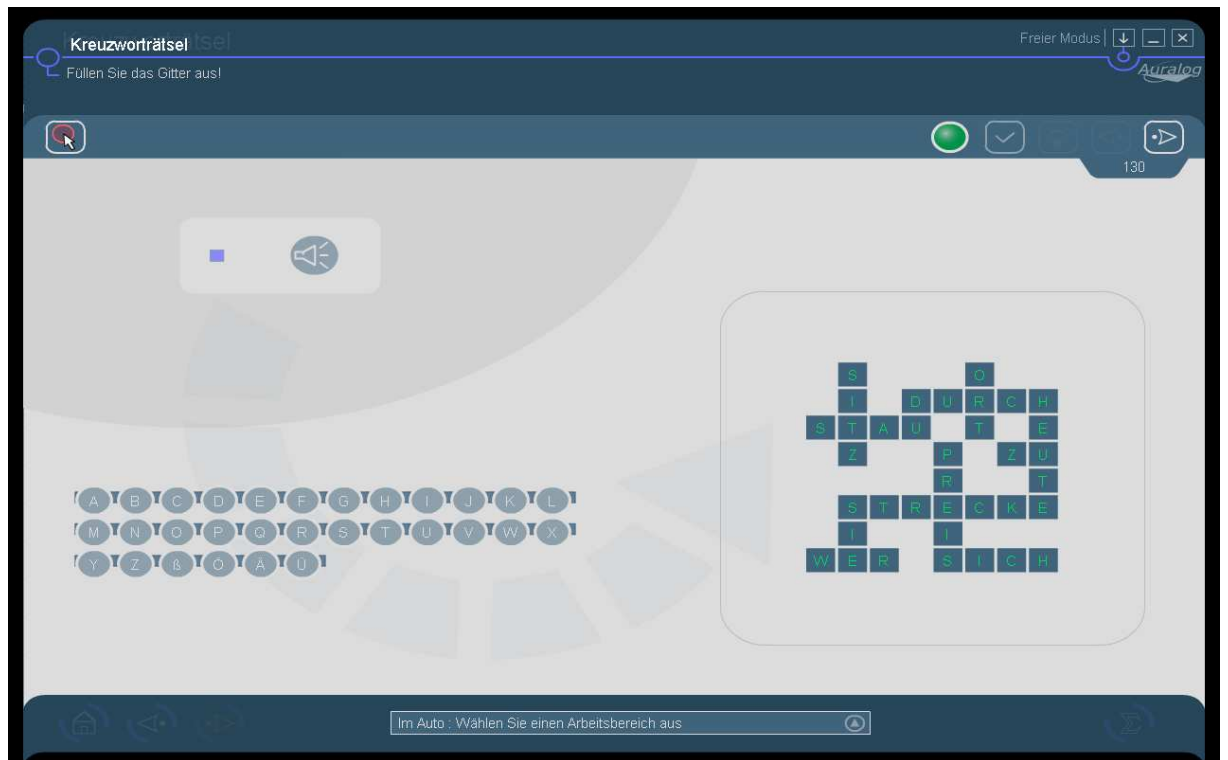 Kreuzworträtsel
Freier Modus
Füllen Sie das Gitter aus!
Auralog
130
S O
I D U R C H
S T A U T E
Z P Z U
R T
A B C D E F G H I J K L
S T R E C K E
M N O P Q R S T U V W X
I I
Y Z ß Ö Ä Ü
W E R S I C H
Im Auto : Wählen Sie einen Arbeitsbereich aus